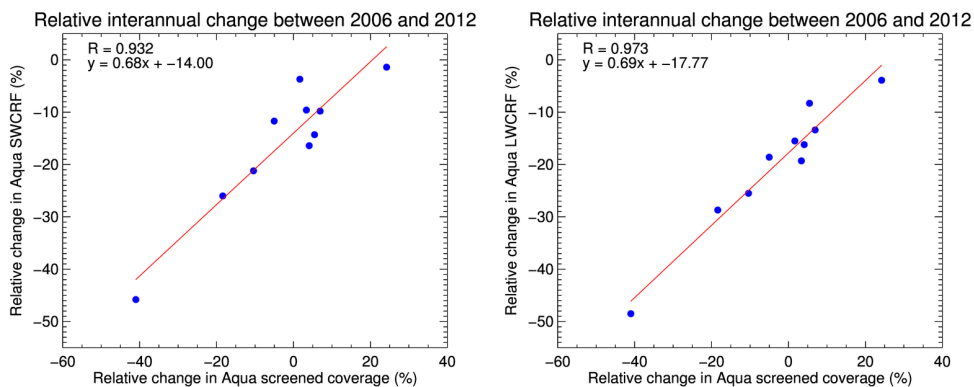 Relative interannual change between 2006 and 2012
R = 0.932
y = 0.68x + -14.00
0
-10
-20
-30
-40
-50
Relative change in Aqua SWCRF (%)
-60
-40
-20
0
20
40
Relative change in Aqua screened coverage (%)
Relative interannual change between 2006 and 2012
R = 0.973
y = 0.69x + -17.77
0
-10
-20
-30
-40
-50
Relative change in Aqua LWCRF (%)
-60
-40
-20
0
20
40
Relative change in Aqua screened coverage (%)